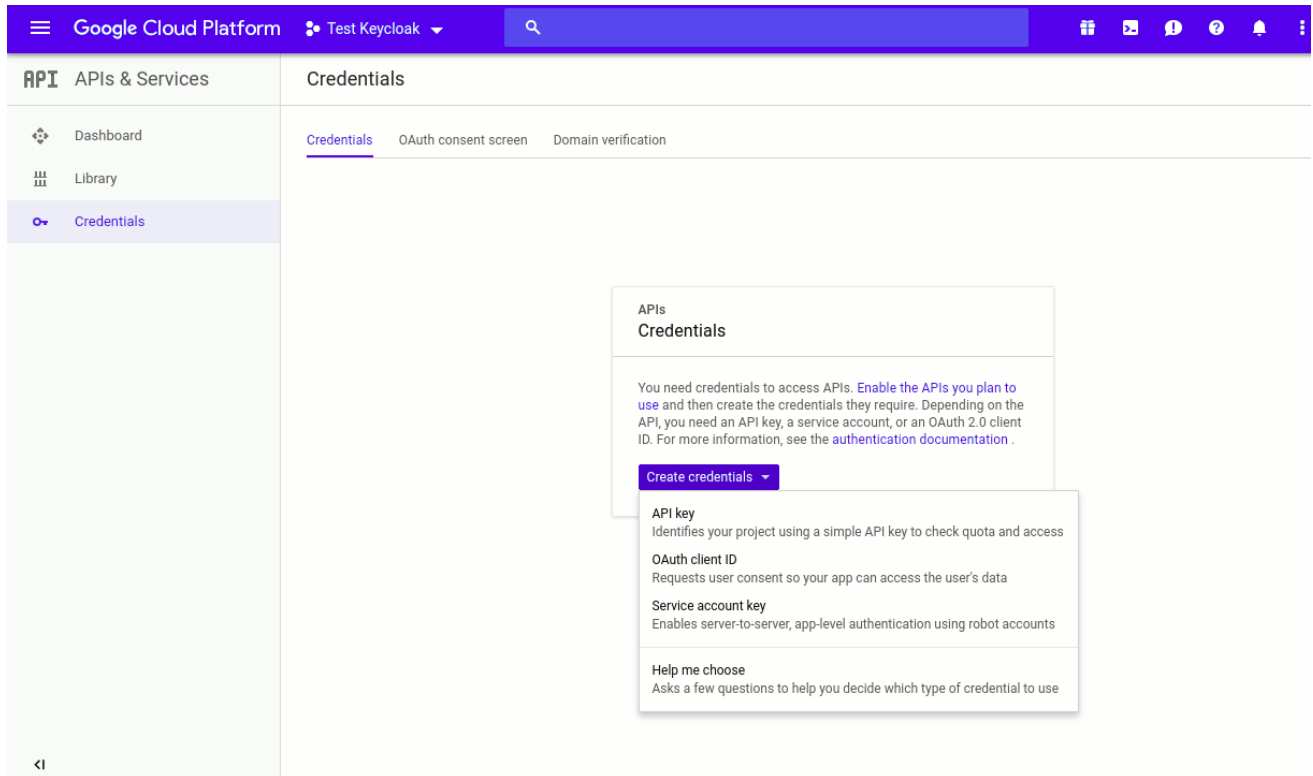 Google Cloud Platform
Test Keycloak
API APIs & Services
Credentials
Dashboard
Library
Credentials
Credentials
OAuth consent screen
Domain verification
APIs
Credentials
You need credentials to access APIs. Enable the APIs you plan to
use and then create the credentials they require. Depending on the
API, you need an API key, a service account, or an OAuth 2.0 client
ID. For more information, see the authentication documentation .
Create credentials
API key
Identifies your project using a simple API key to check quota and access
OAuth client ID
Requests user consent so your app can access the user's data
Service account key
Enables server-to-server, app-level authentication using robot accounts
Help me choose
Asks a few questions to help you decide which type of credential to use